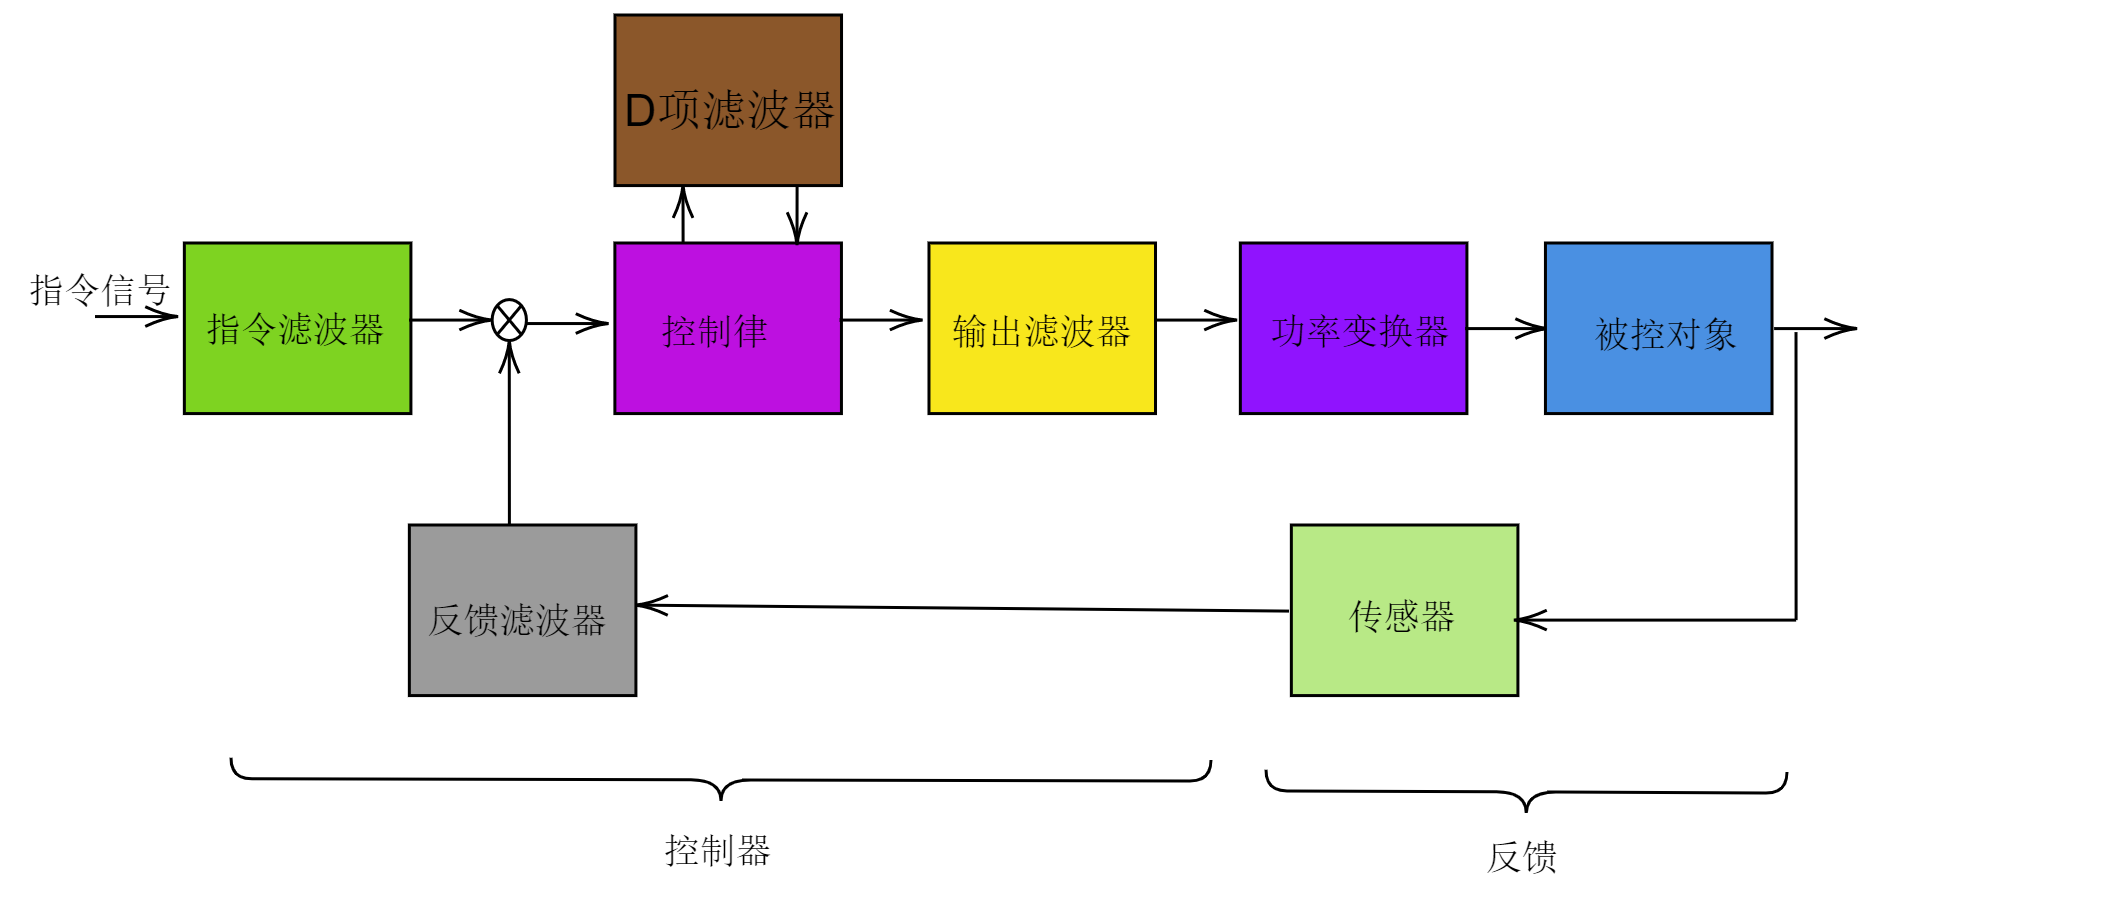 D项滤波器
指令信号
指令滤波器
控制律
输出滤波器
功率变换器
被控对象
反馈滤波器
传感器
控制器
反馈